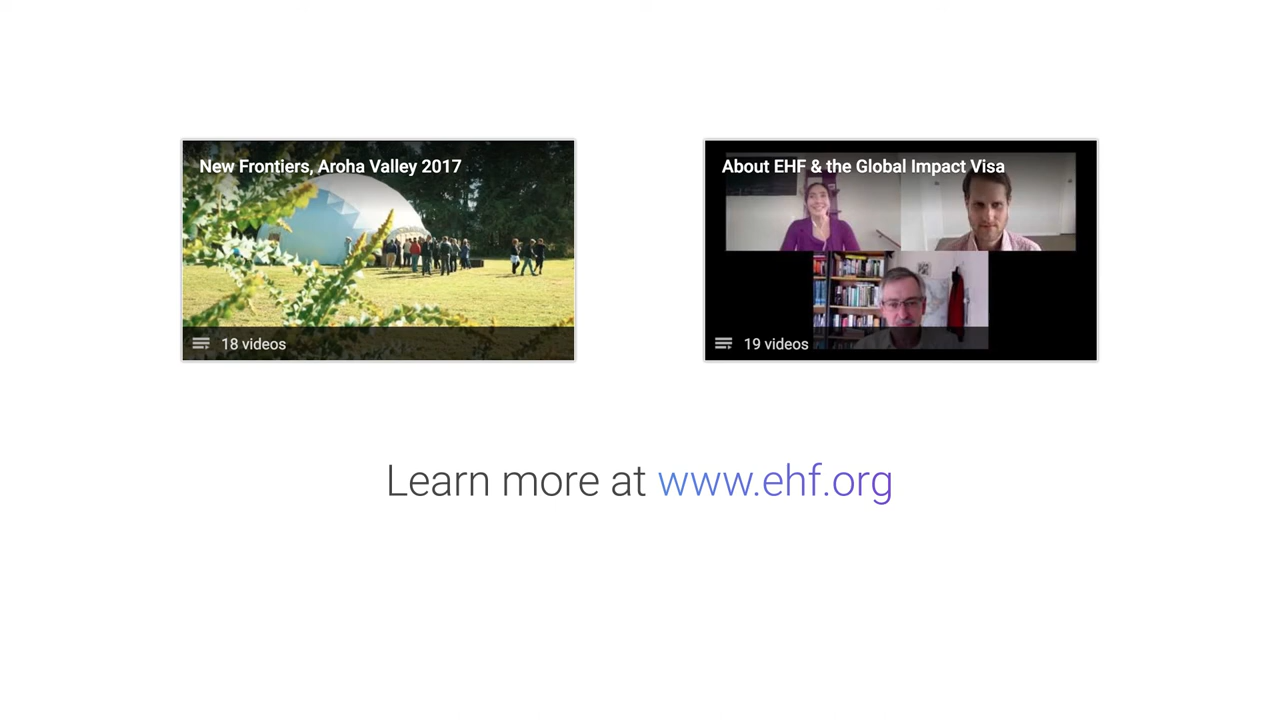 New Frontiers, Aroha Valley 2017
About EHF & the Global Impact Visa
18 videos
19 videos
Learn more at www.ehf.org